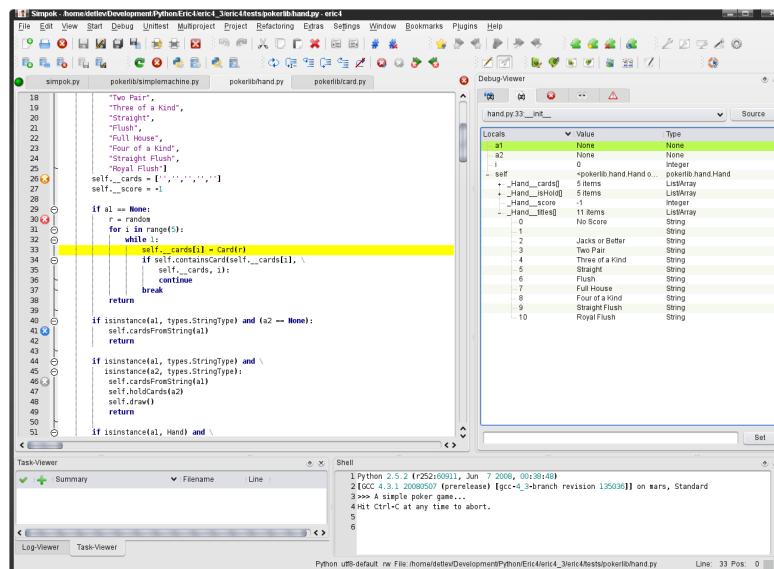 Simpok - /home/detlev/Development/Python/Eric4/eric4_3/eric4/tests/pokerlib/hand.py - eric4
File Edit View Start Debug Unittest Multiproject Project Refactoring Extras Settings Window Bookmarks Plugins Help
simpok.py pokerlib/simplemachine.py pokerlib/hand.py pokerlib/card.py
18 "Two Pair",
19 "Three of a Kind",
20 "Straight",
21 "Flush",
22 "Full House",
23 "Four of a Kind",
24 "Straight Flush",
25 "Royal Flush"]
26 self.__cards = ['','','','','']
27 self.__score = -1
28
29 if a1 == None:
30 r = random
31 for i in range(5):
32 while 1:
33 self.__cards[i] = Card(r)
34 if self.containsCard(self.__cards[i], \
35 self.__cards, i):
36 continue
37 break
38 return
39
40 if isinstance(a1, types.StringType) and (a2 == None):
41 self.cardsFromString(a1)
42 return
43
44 if isinstance(a1, types.StringType) and \
45 isinstance(a2, types.StringType):
46 self.cardsFromString(a1)
47 self.holdCards(a2)
48 self.draw()
49 return
50
51 if isinstance(a1, Hand) and \
Debug-Viewer
hand.py:33:__init__ Source
Locals Value Type
a1 None None
a2 None None
i 0 Integer
self <pokerlib.hand.Hand o... pokerlib.hand.Hand
_Hand__cards[] 5 items List/Array
_Hand__isHold[] 5 items List/Array
_Hand__score -1 Integer
_Hand__titles[] 11 items List/Array
0 No Score String
1 String
2 Jacks or Better String
3 Two Pair String
4 Three of a Kind String
5 Straight String
6 Flush String
7 Full House String
8 Four of a Kind String
9 Straight Flush String
10 Royal Flush String
Set
Task-Viewer
Summary Filename Line
Log-Viewer Task-Viewer
Shell
1 Python 2.5.2 (r252:60911, Jun 7 2008, 00:38:48)
2 [GCC 4.3.1 20080507 (prerelease) [gcc-4_3-branch revision 135036]] on mars, Standard
3 >>> A simple poker game...
4 Hit Ctrl-C at any time to abort.
5
6
Python utf8-default rw File: /home/detlev/Development/Python/Eric4/eric4_3/eric4/tests/pokerlib/hand.py Line: 33 Pos: 0